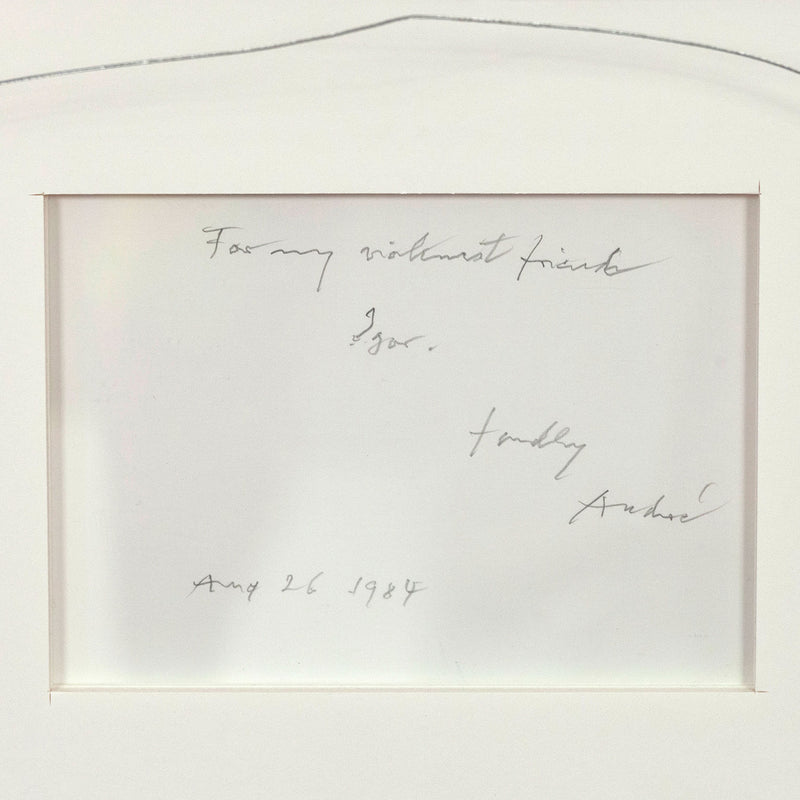 For my violinist friend
Igor.
fondly
André
Aug 26 1984